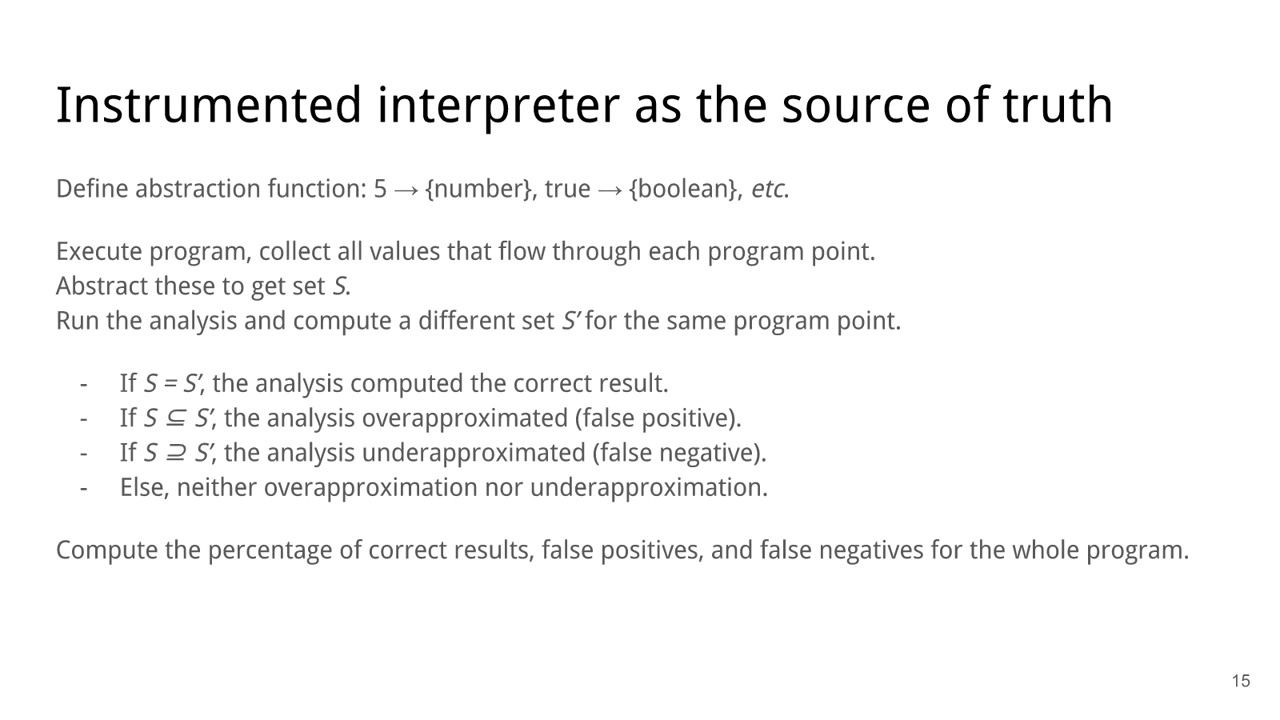 Instrumented interpreter as the source of truth
Define abstraction function: 5 → {number}, true → {boolean}, etc.
Execute program, collect all values that flow through each program point.
Abstract these to get set S.
Run the analysis and compute a different set S’ for the same program point.
- If S = S’, the analysis computed the correct result.
- If S ⊆ S’, the analysis overapproximated (false positive).
- If S ⊇ S’, the analysis underapproximated (false negative).
- Else, neither overapproximation nor underapproximation.
Compute the percentage of correct results, false positives, and false negatives for the whole program.
15